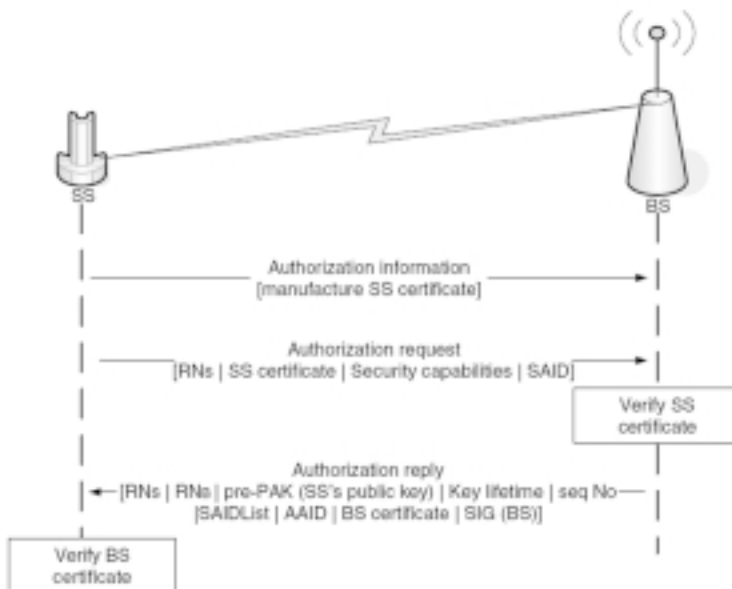 SS
BS
Authorization information
[manufacture SS certificate]
Authorization request
[RNs | SS certificate | Security capabilities | SAID]
Verify SS
certificate
Authorization reply
[RNs | RNs | pre-PAK (SS's public key) | Key lifetime | seq No
|SAIDList | AAID | BS certificate | SIG (BS)]
Verify BS
certificate